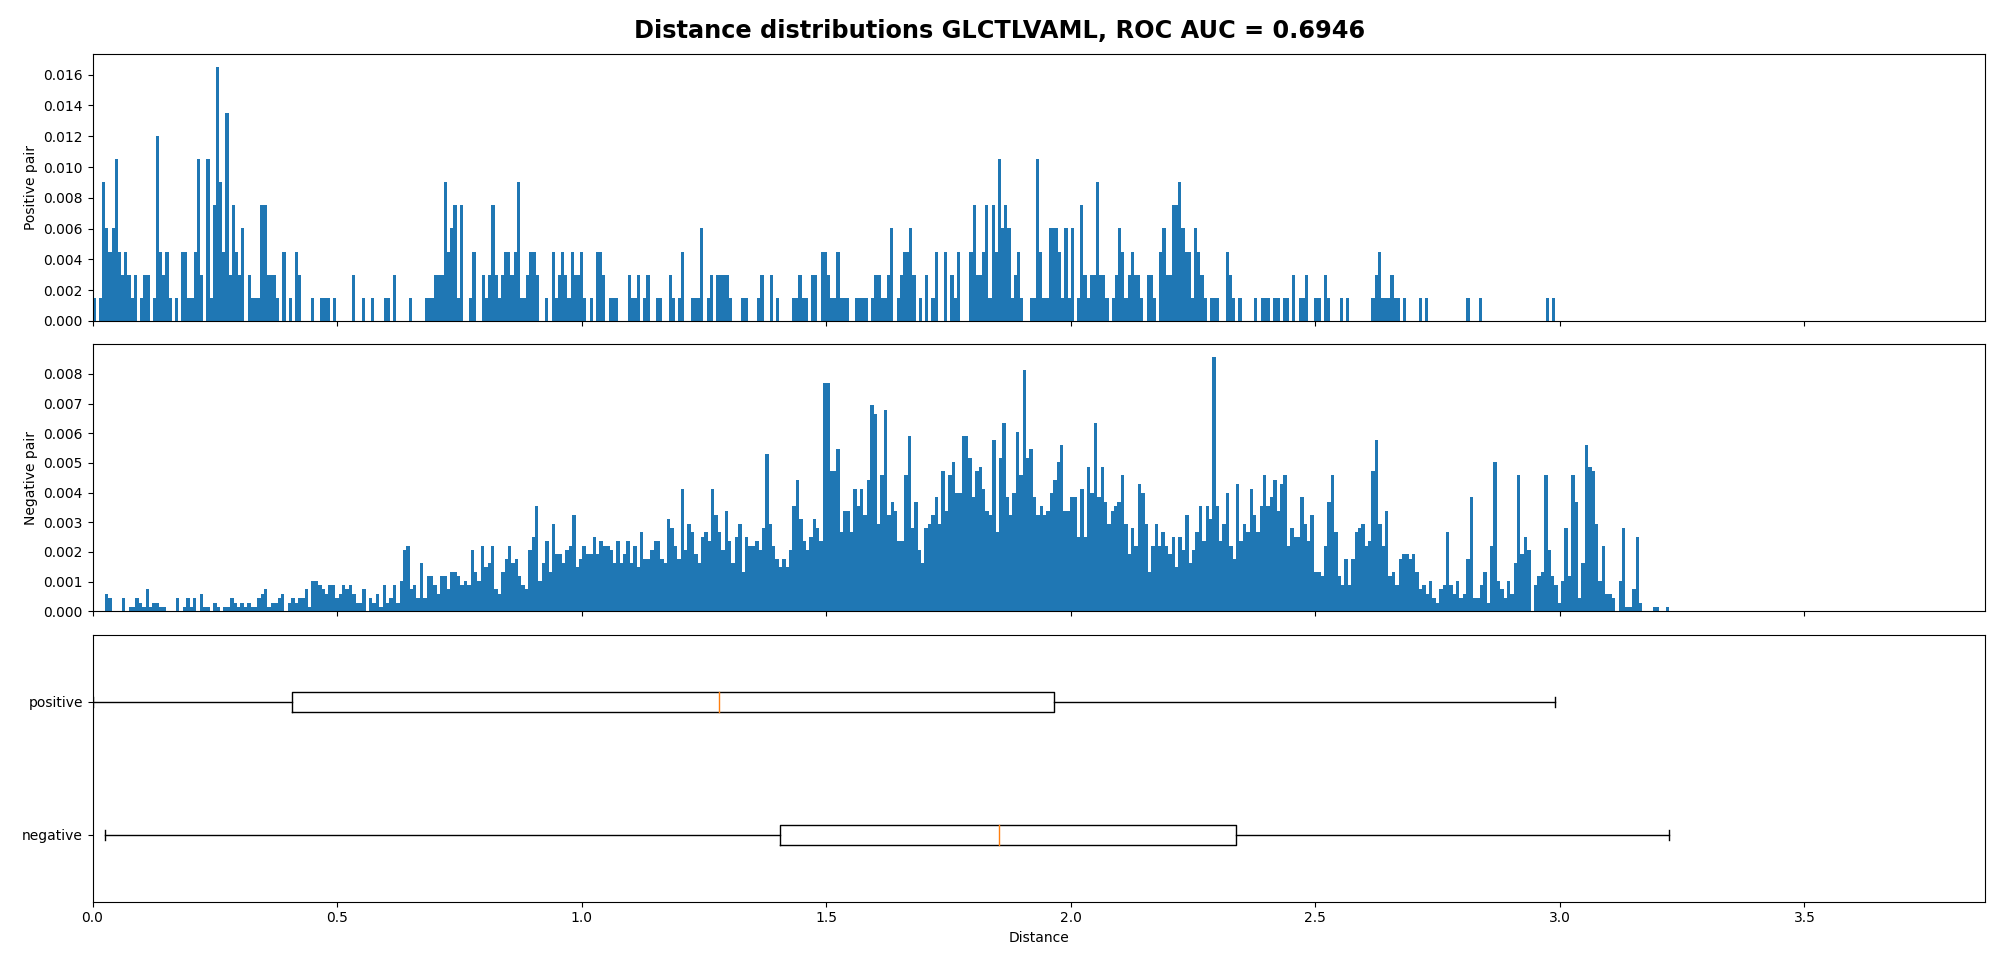 Distance distributions GLCTLVAML, ROC AUC = 0.6946
0.016
0.014
0.012
0.010
0.008
0.006
0.004
0.002
0.000
Positive pair
0.008
0.007
0.006
0.005
0.004
0.003
0.002
0.001
0.000
Negative pair
positive
negative
0.0 0.5 1.0 1.5 2.0 2.5 3.0 3.5
Distance